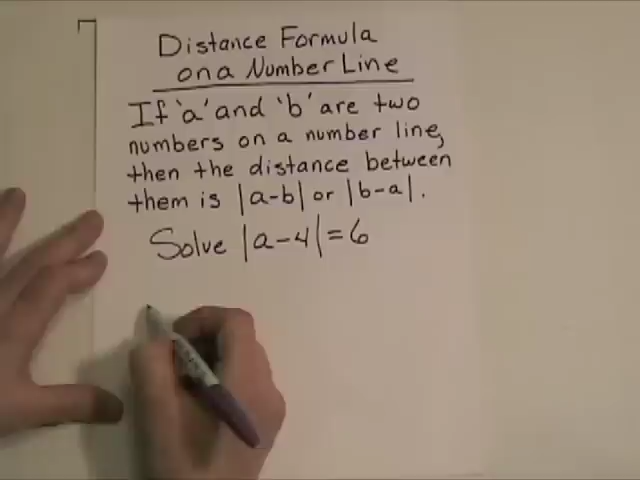 Distance Formula
on a Number Line
If 'a' and 'b' are two
numbers on a number line,
then the distance between
them is |a-b| or |b-a|.
Solve |a-4|=6